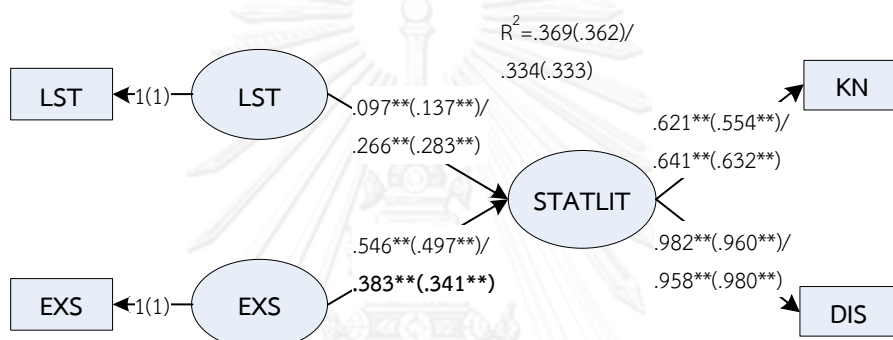 R²=.369(.362)/
.334(.333)
LST
1(1)
LST
.097**(.137**)/
.266**(.283**)
KN
.621**(.554**)/
.641**(.632**)
STATLIT
.546**(.497**)/
.383**(.341**)
.982**(.960**)/
.958**(.980**)
EXS
1(1)
EXS
DIS